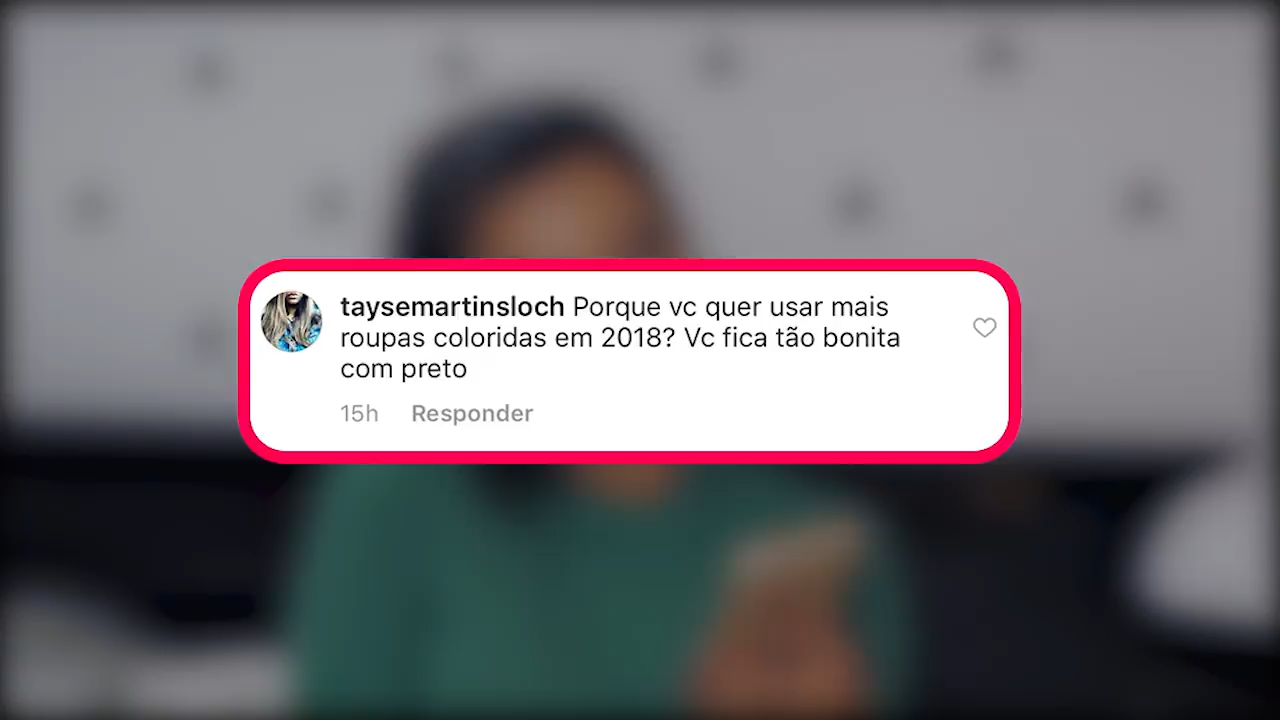 taysemartinsloch Porque vc quer usar mais
roupas coloridas em 2018? Vc fica tão bonita
com preto
15h Responder